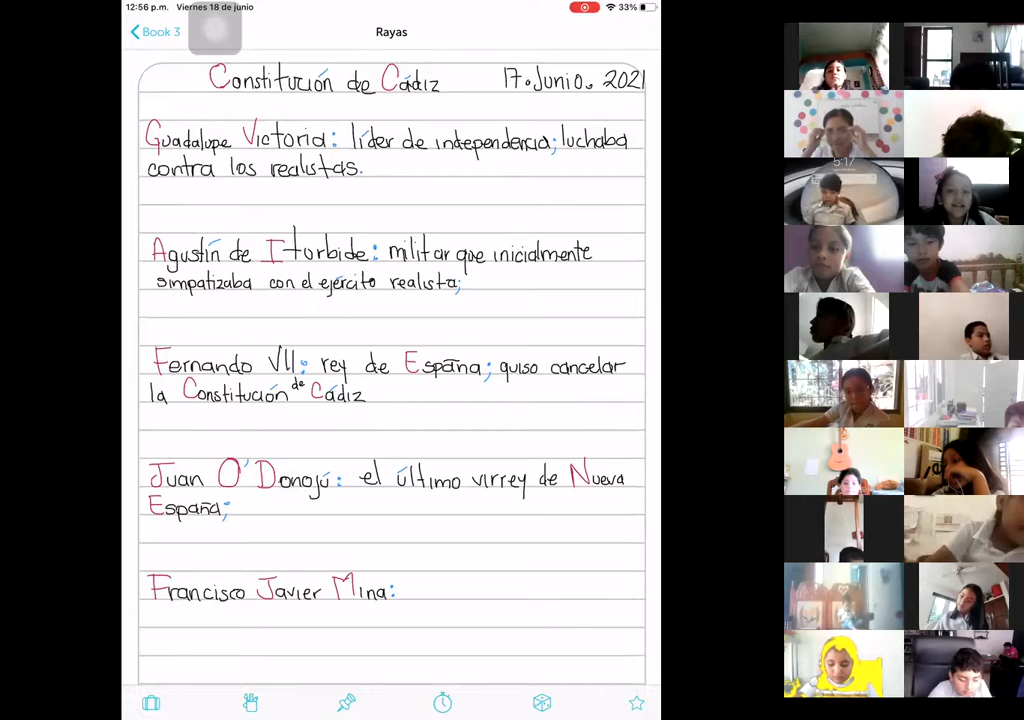 12:56 p.m. Viernes 18 de junio 33%
Book 3 Rayas
Constitución de Cádiz 17.Junio.2021
Guadalupe Victoria: líder de independencia; luchaba
contra los realistas.
Agustín de Iturbide: militar que inicialmente
simpatizaba con el ejército realista;
Fernando VII: rey de España; quiso cancelar
la Constitución de Cádiz
Juan O'Donojú: el último virrey de Nueva
España;
Francisco Javier Mina:
5:17